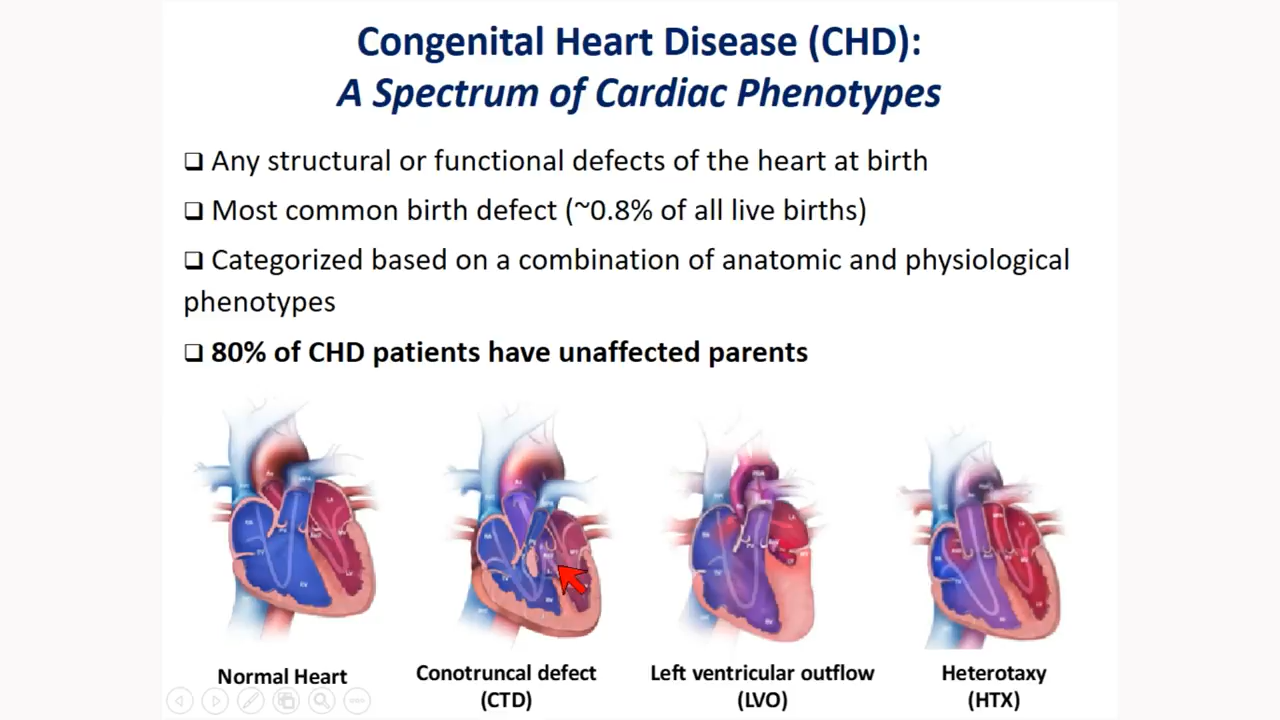 Congenital Heart Disease (CHD):
A Spectrum of Cardiac Phenotypes
❑ Any structural or functional defects of the heart at birth
❑ Most common birth defect (~0.8% of all live births)
❑ Categorized based on a combination of anatomic and physiological
phenotypes
❑ 80% of CHD patients have unaffected parents
Normal Heart
Conotruncal defect
(CTD)
Left ventricular outflow
(LVO)
Heterotaxy
(HTX)